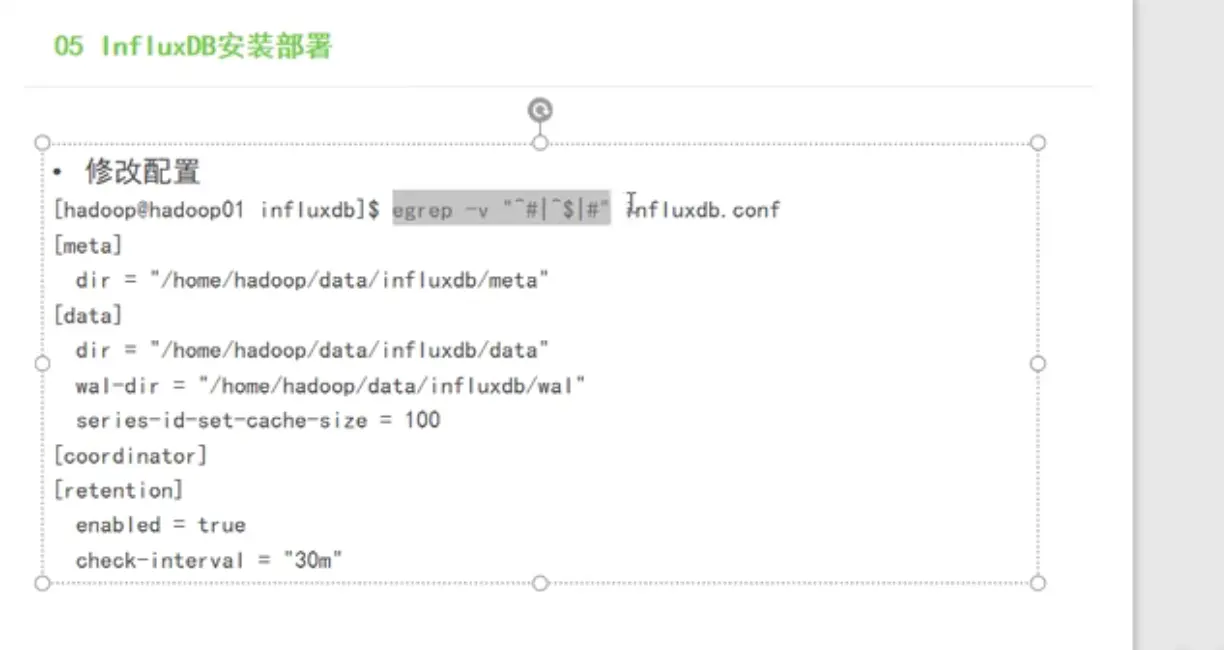 05 InfluxDB安装部署
• 修改配置
[hadoop@hadoop01 influxdb]$ egrep -v "^#|^$|#" influxdb.conf
[meta]
dir = "/home/hadoop/data/influxdb/meta"
[data]
dir = "/home/hadoop/data/influxdb/data"
wal-dir = "/home/hadoop/data/influxdb/wal"
series-id-set-cache-size = 100
[coordinator]
[retention]
enabled = true
check-interval = "30m"